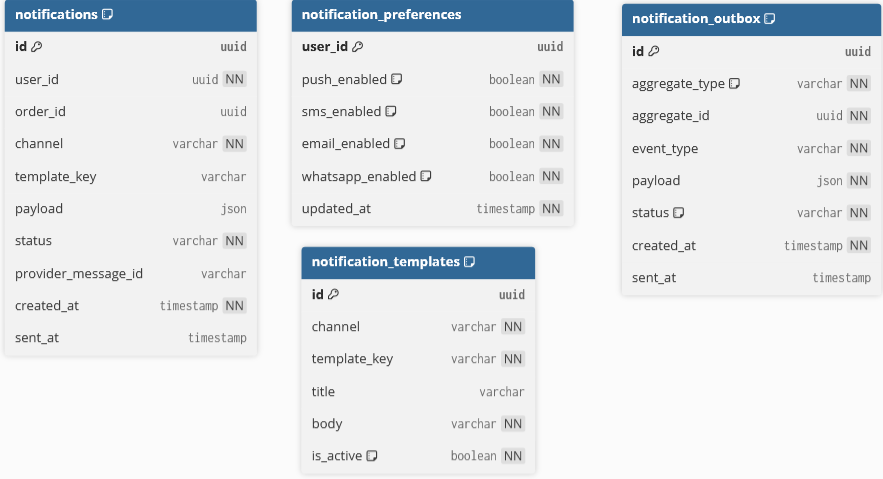 notifications
id uuid
user_id uuid NN
order_id uuid
channel varchar NN
template_key varchar
payload json
status varchar NN
provider_message_id varchar
created_at timestamp NN
sent_at timestamp
notification_preferences
user_id uuid
push_enabled boolean NN
sms_enabled boolean NN
email_enabled boolean NN
whatsapp_enabled boolean NN
updated_at timestamp NN
notification_templates
id uuid
channel varchar NN
template_key varchar NN
title varchar
body varchar NN
is_active boolean NN
notification_outbox
id uuid
aggregate_type varchar NN
aggregate_id uuid NN
event_type varchar NN
payload json NN
status varchar NN
created_at timestamp NN
sent_at timestamp